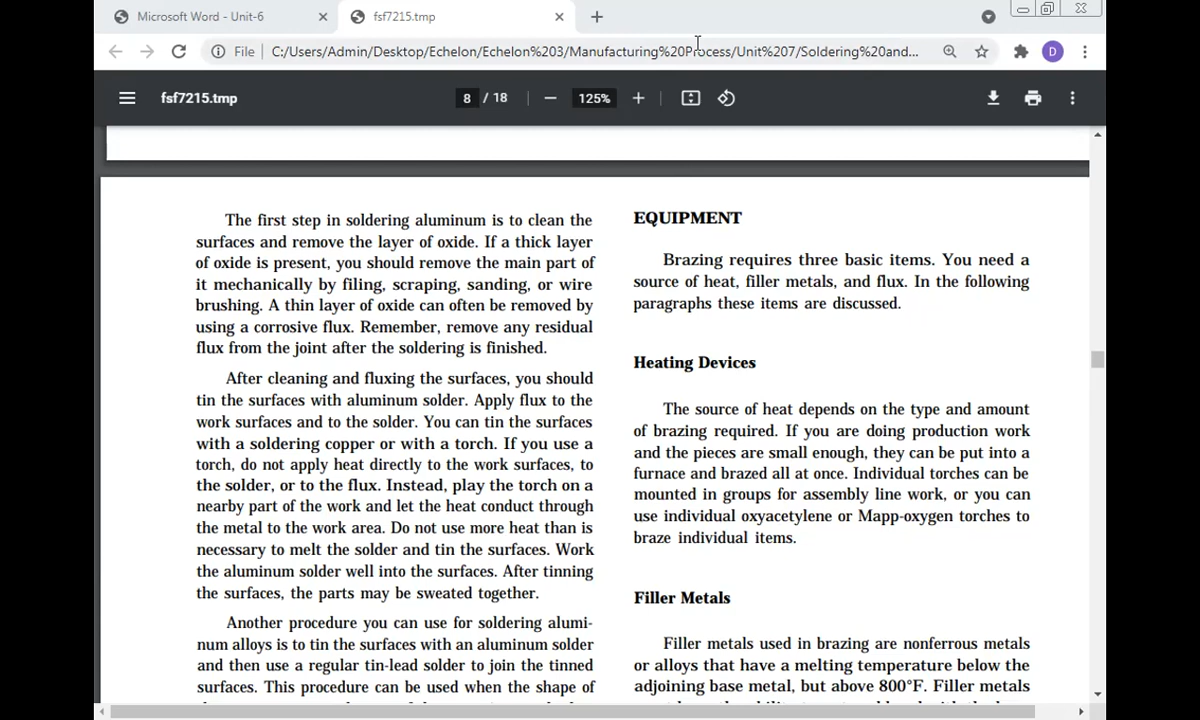 Microsoft Word - Unit-6
fsf7215.tmp
File
C:/Users/Admin/Desktop/Echelon/Echelon%203/Manufacturing%20Process/Unit%207/Soldering%20and...
D
fsf7215.tmp
8 / 18
125%
The first step in soldering aluminum is to clean the
surfaces and remove the layer of oxide. If a thick layer
of oxide is present, you should remove the main part of
it mechanically by filing, scraping, sanding, or wire
brushing. A thin layer of oxide can often be removed by
using a corrosive flux. Remember, remove any residual
flux from the joint after the soldering is finished.
After cleaning and fluxing the surfaces, you should
tin the surfaces with aluminum solder. Apply flux to the
work surfaces and to the solder. You can tin the surfaces
with a soldering copper or with a torch. If you use a
torch, do not apply heat directly to the work surfaces, to
the solder, or to the flux. Instead, play the torch on a
nearby part of the work and let the heat conduct through
the metal to the work area. Do not use more heat than is
necessary to melt the solder and tin the surfaces. Work
the aluminum solder well into the surfaces. After tinning
the surfaces, the parts may be sweated together.
Another procedure you can use for soldering alumi-
num alloys is to tin the surfaces with an aluminum solder
and then use a regular tin-lead solder to join the tinned
surfaces. This procedure can be used when the shape of
EQUIPMENT
Brazing requires three basic items. You need a
source of heat, filler metals, and flux. In the following
paragraphs these items are discussed.
Heating Devices
The source of heat depends on the type and amount
of brazing required. If you are doing production work
and the pieces are small enough, they can be put into a
furnace and brazed all at once. Individual torches can be
mounted in groups for assembly line work, or you can
use individual oxyacetylene or Mapp-oxygen torches to
braze individual items.
Filler Metals
Filler metals used in brazing are nonferrous metals
or alloys that have a melting temperature below the
adjoining base metal, but above 800°F. Filler metals